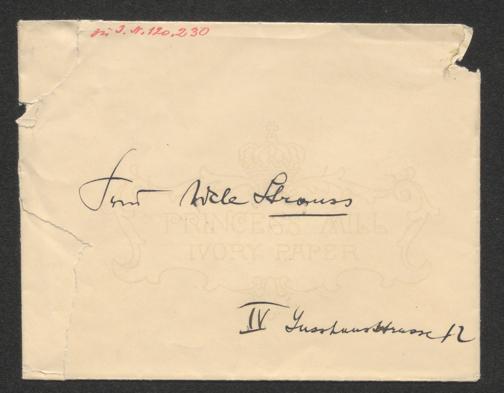 zu I.N. 120.230
Frau Adele Strauss
PRINCESS MILL
IVORY PAPER
IV Gusshausstrasse 12